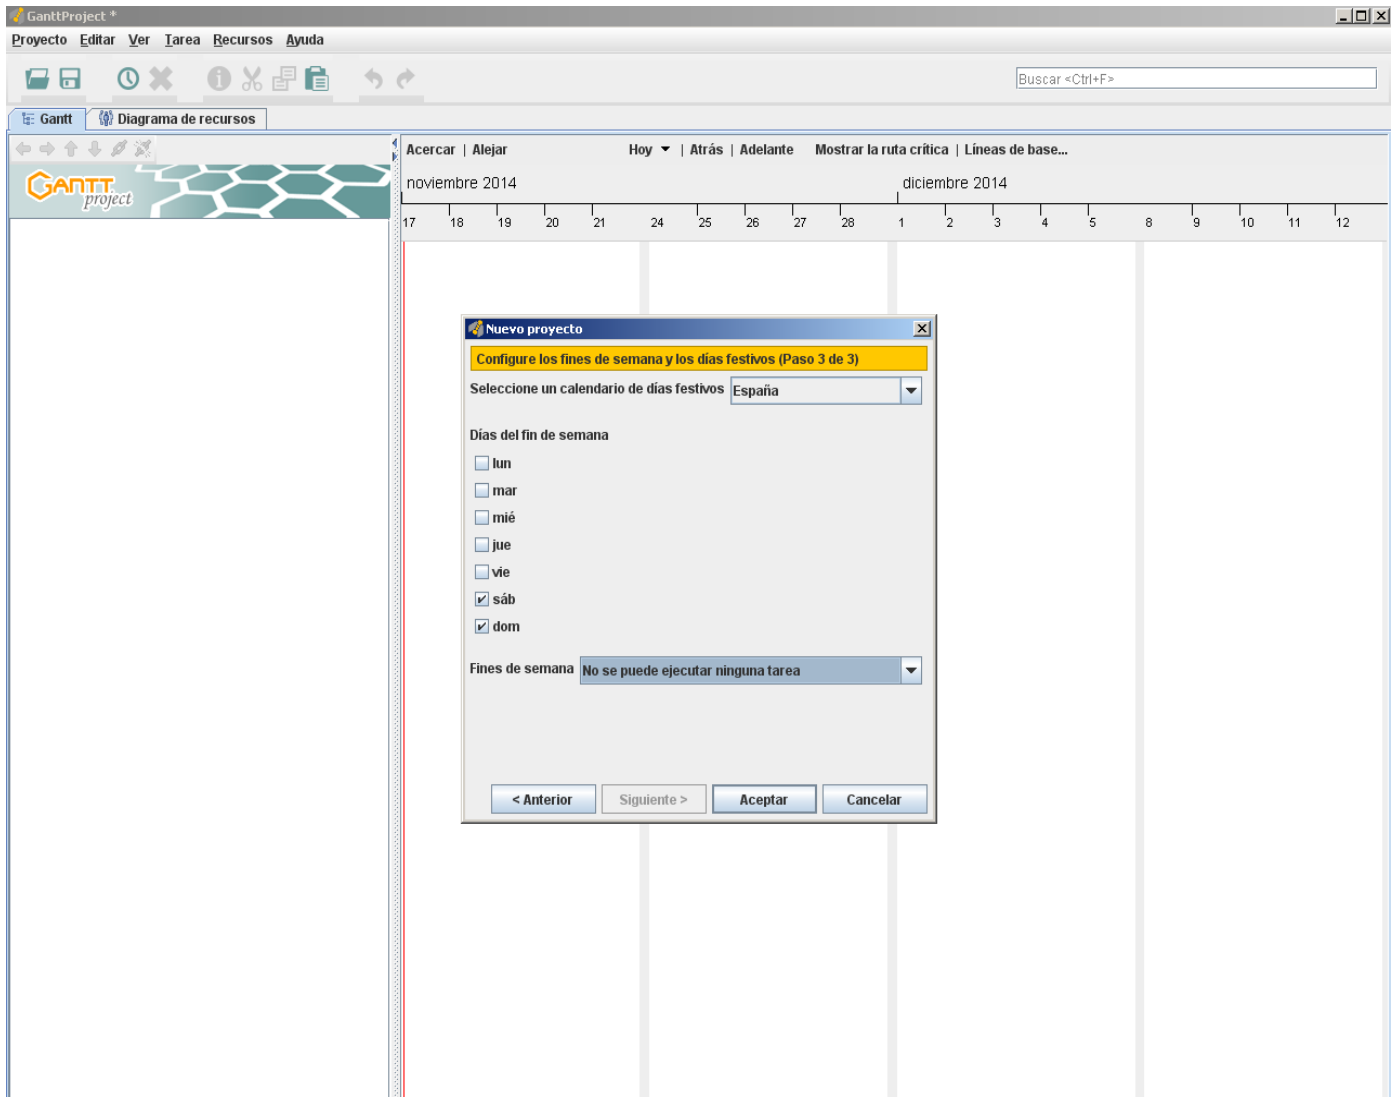 GanttProject *
Proyecto Editar Ver Tarea Recursos Ayuda
Buscar <Ctrl+F>
Gantt Diagrama de recursos
Acercar | Alejar Hoy | Atrás | Adelante Mostrar la ruta crítica | Líneas de base...
GANTT project
noviembre 2014 diciembre 2014
17 18 19 20 21 24 25 26 27 28 1 2 3 4 5 8 9 10 11 12
Nuevo proyecto
Configure los fines de semana y los días festivos (Paso 3 de 3)
Seleccione un calendario de días festivos España
Días del fin de semana
lun
mar
mié
jue
vie
sáb
dom
Fines de semana No se puede ejecutar ninguna tarea
< Anterior Siguiente > Aceptar Cancelar